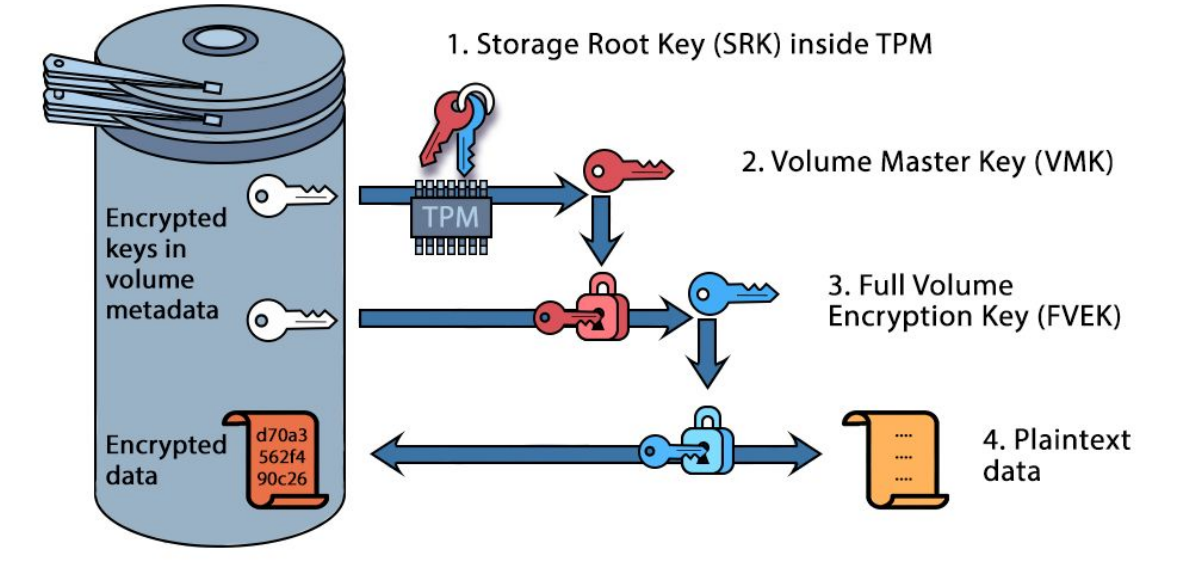 1. Storage Root Key (SRK) inside TPM
2. Volume Master Key (VMK)
TPM
Encrypted
keys in
volume
metadata
3. Full Volume
Encryption Key (FVEK)
Encrypted
data
d70a3
562f4
90c26
....
....
....
4. Plaintext
data